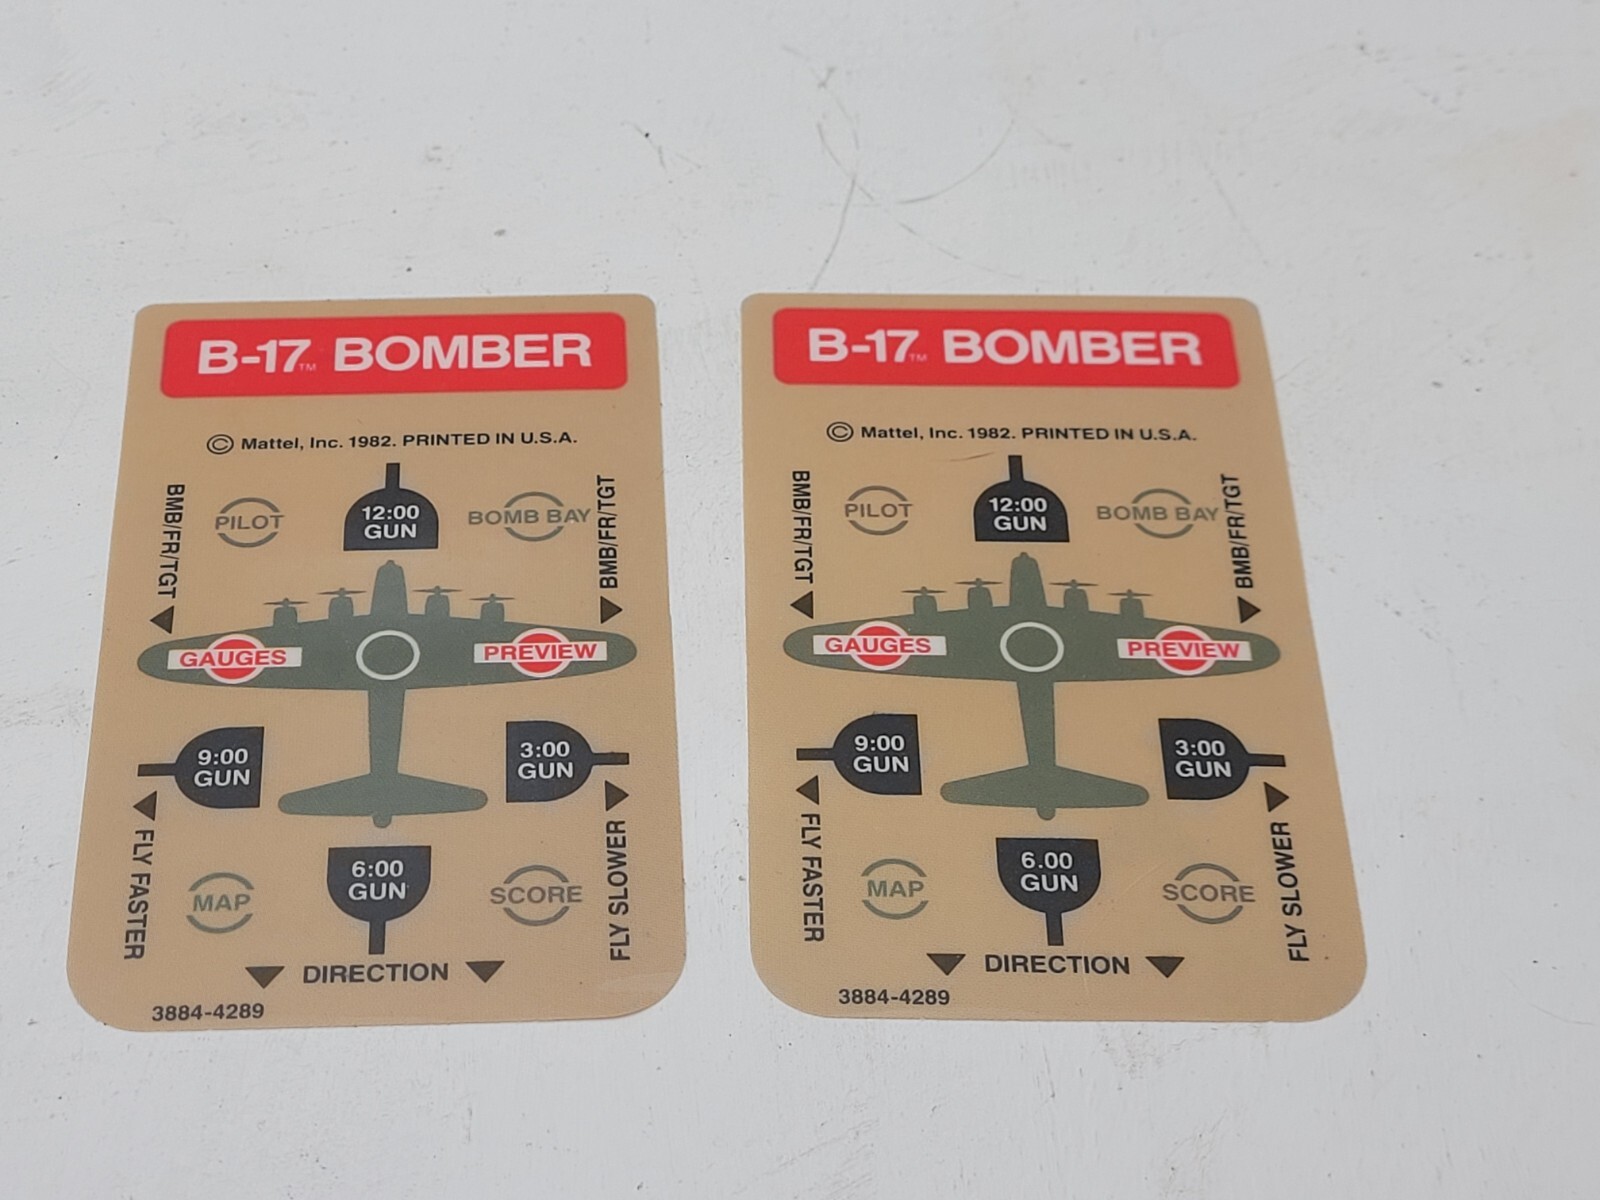 B-17™ BOMBER
© Mattel, Inc. 1982. PRINTED IN U.S.A.
BMB/FR/TGT
PILOT
12:00
GUN
BOMB BAY
BMB/FR/TGT
GAUGES
PREVIEW
9:00
GUN
3:00
GUN
FLY FASTER
MAP
6:00
GUN
SCORE
FLY SLOWER
DIRECTION
3884-4289
B-17™ BOMBER
© Mattel, Inc. 1982. PRINTED IN U.S.A.
BMB/FR/TGT
PILOT
12:00
GUN
BOMB BAY
BMB/FR/TGT
GAUGES
PREVIEW
9:00
GUN
3:00
GUN
FLY FASTER
MAP
6.00
GUN
SCORE
FLY SLOWER
DIRECTION
3884-4289